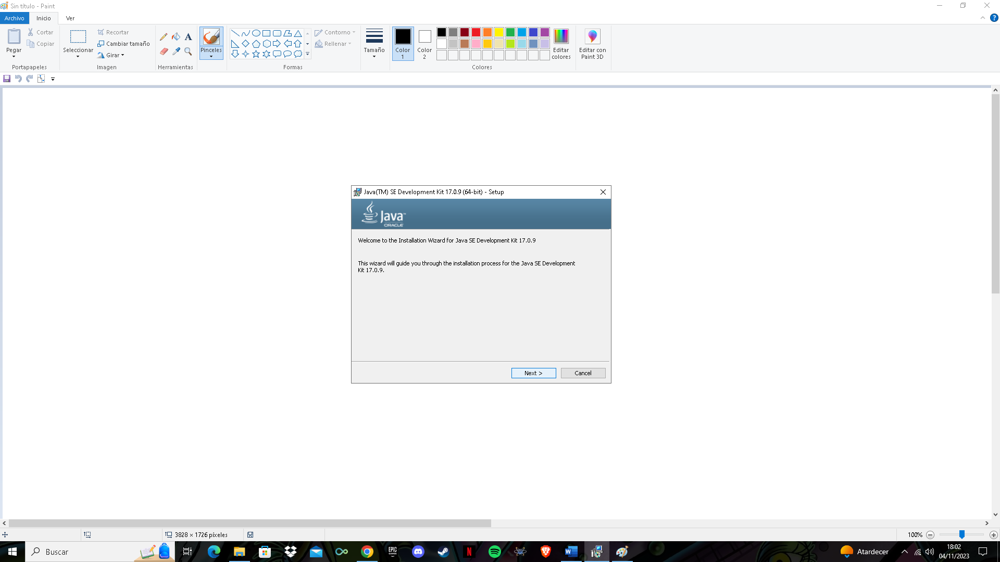 Sin título - Paint
Archivo
Inicio
Ver
Pegar
Cortar
Copiar
Portapapeles
Seleccionar
Recortar
Cambiar tamaño
Girar
Imagen
A
Herramientas
Pinceles
Contorno
Rellenar
Formas
Tamaño
Color
1
Color
2
Editar
colores
Colores
Editar con
Paint 3D
Java(TM) SE Development Kit 17.0.9 (64-bit) - Setup
Java™
ORACLE
Welcome to the Installation Wizard for Java SE Development Kit 17.0.9
This wizard will guide you through the installation process for the Java SE Development
Kit 17.0.9.
Next >
Cancel
3828 × 1726 píxeles
100%
Buscar
EPIC
GAMES
N
W
Atardecer
18:02
04/11/2023